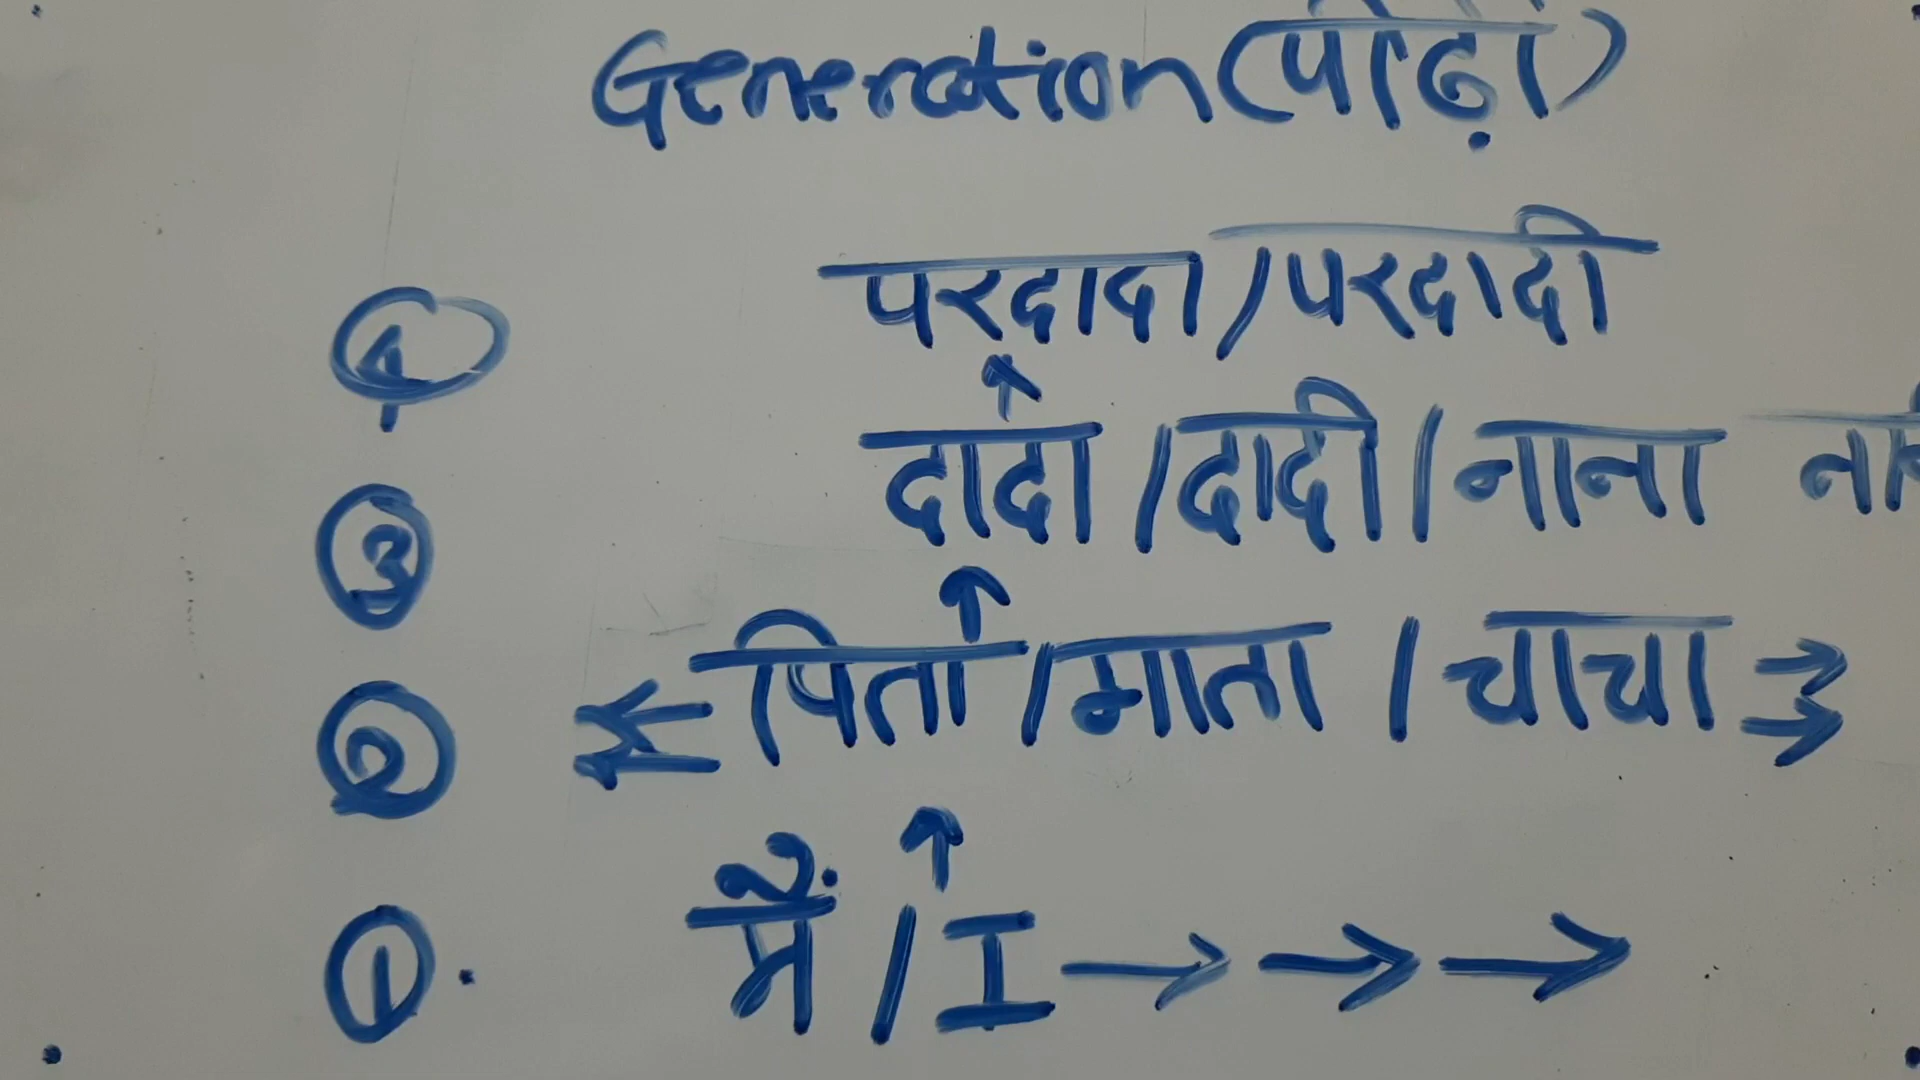 Generation (पीढ़ी)
④ परदादा / परदादी
③ दादा / दादी / नाना
② पिता / माता / चाचा
① मैं / I